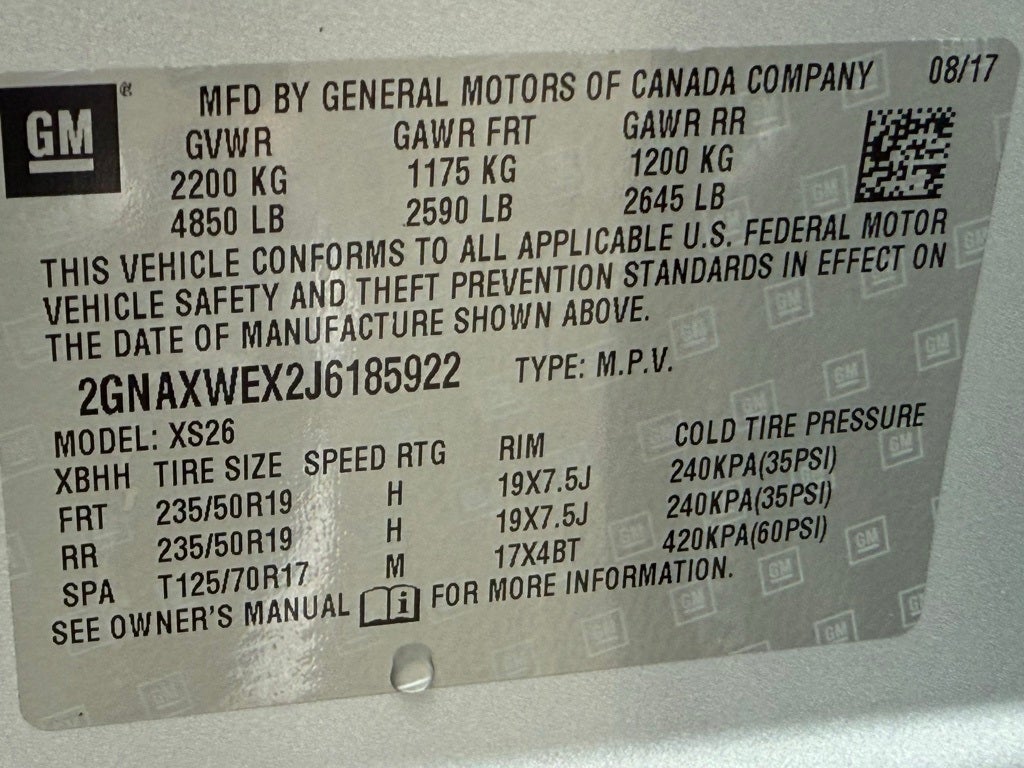 GM ® MFD BY GENERAL MOTORS OF CANADA COMPANY 08/17
GVWR GAWR FRT GAWR RR
2200 KG 1175 KG 1200 KG
4850 LB 2590 LB 2645 LB
THIS VEHICLE CONFORMS TO ALL APPLICABLE U.S. FEDERAL MOTOR
VEHICLE SAFETY AND THEFT PREVENTION STANDARDS IN EFFECT ON
THE DATE OF MANUFACTURE SHOWN ABOVE.
2GNAXWEX2J6185922 TYPE: M.P.V.
MODEL: XS26
XBHH TIRE SIZE SPEED RTG RIM COLD TIRE PRESSURE
FRT 235/50R19 H 19X7.5J 240KPA(35PSI)
RR 235/50R19 H 19X7.5J 240KPA(35PSI)
SPA T125/70R17 M 17X4BT 420KPA(60PSI)
SEE OWNER'S MANUAL i FOR MORE INFORMATION.